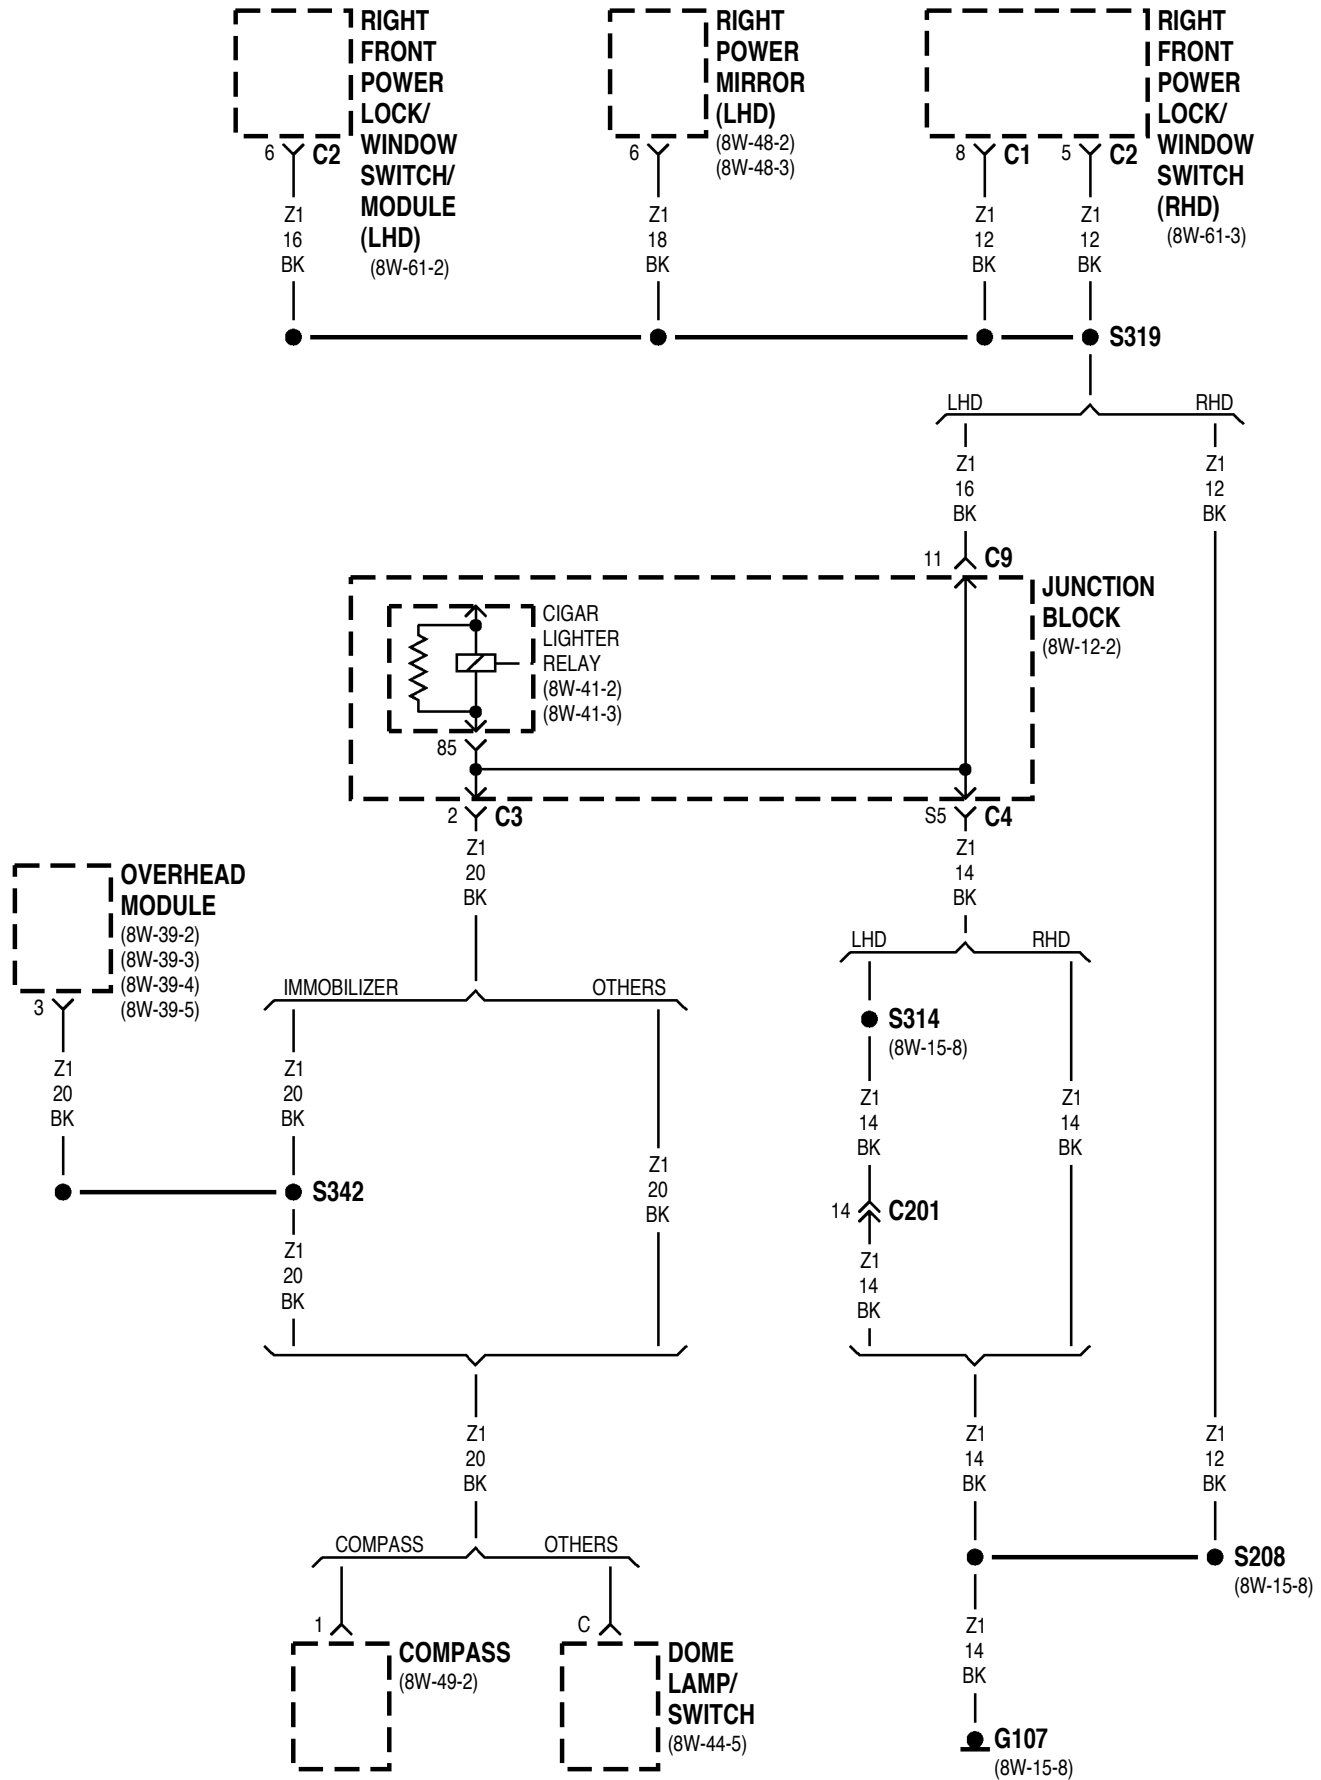 RIGHT
FRONT
POWER
LOCK/
WINDOW
SWITCH/
MODULE
(LHD)
(8W-61-2)
6
C2
Z1
16
BK
RIGHT
POWER
MIRROR
(LHD)
(8W-48-2)
(8W-48-3)
6
Z1
18
BK
RIGHT
FRONT
POWER
LOCK/
WINDOW
SWITCH
(RHD)
(8W-61-3)
8
C1
5
C2
Z1
12
BK
Z1
12
BK
S319
LHD
RHD
Z1
16
BK
Z1
12
BK
11
C9
JUNCTION
BLOCK
(8W-12-2)
CIGAR
LIGHTER
RELAY
(8W-41-2)
(8W-41-3)
85
2
C3
S5
C4
Z1
20
BK
Z1
14
BK
OVERHEAD
MODULE
(8W-39-2)
(8W-39-3)
(8W-39-4)
(8W-39-5)
3
Z1
20
BK
IMMOBILIZER
OTHERS
Z1
20
BK
S342
Z1
20
BK
Z1
20
BK
LHD
RHD
S314
(8W-15-8)
Z1
14
BK
Z1
14
BK
14
C201
Z1
14
BK
Z1
20
BK
Z1
14
BK
Z1
12
BK
COMPASS
OTHERS
1
COMPASS
(8W-49-2)
C
DOME
LAMP/
SWITCH
(8W-44-5)
S208
(8W-15-8)
Z1
14
BK
G107
(8W-15-8)